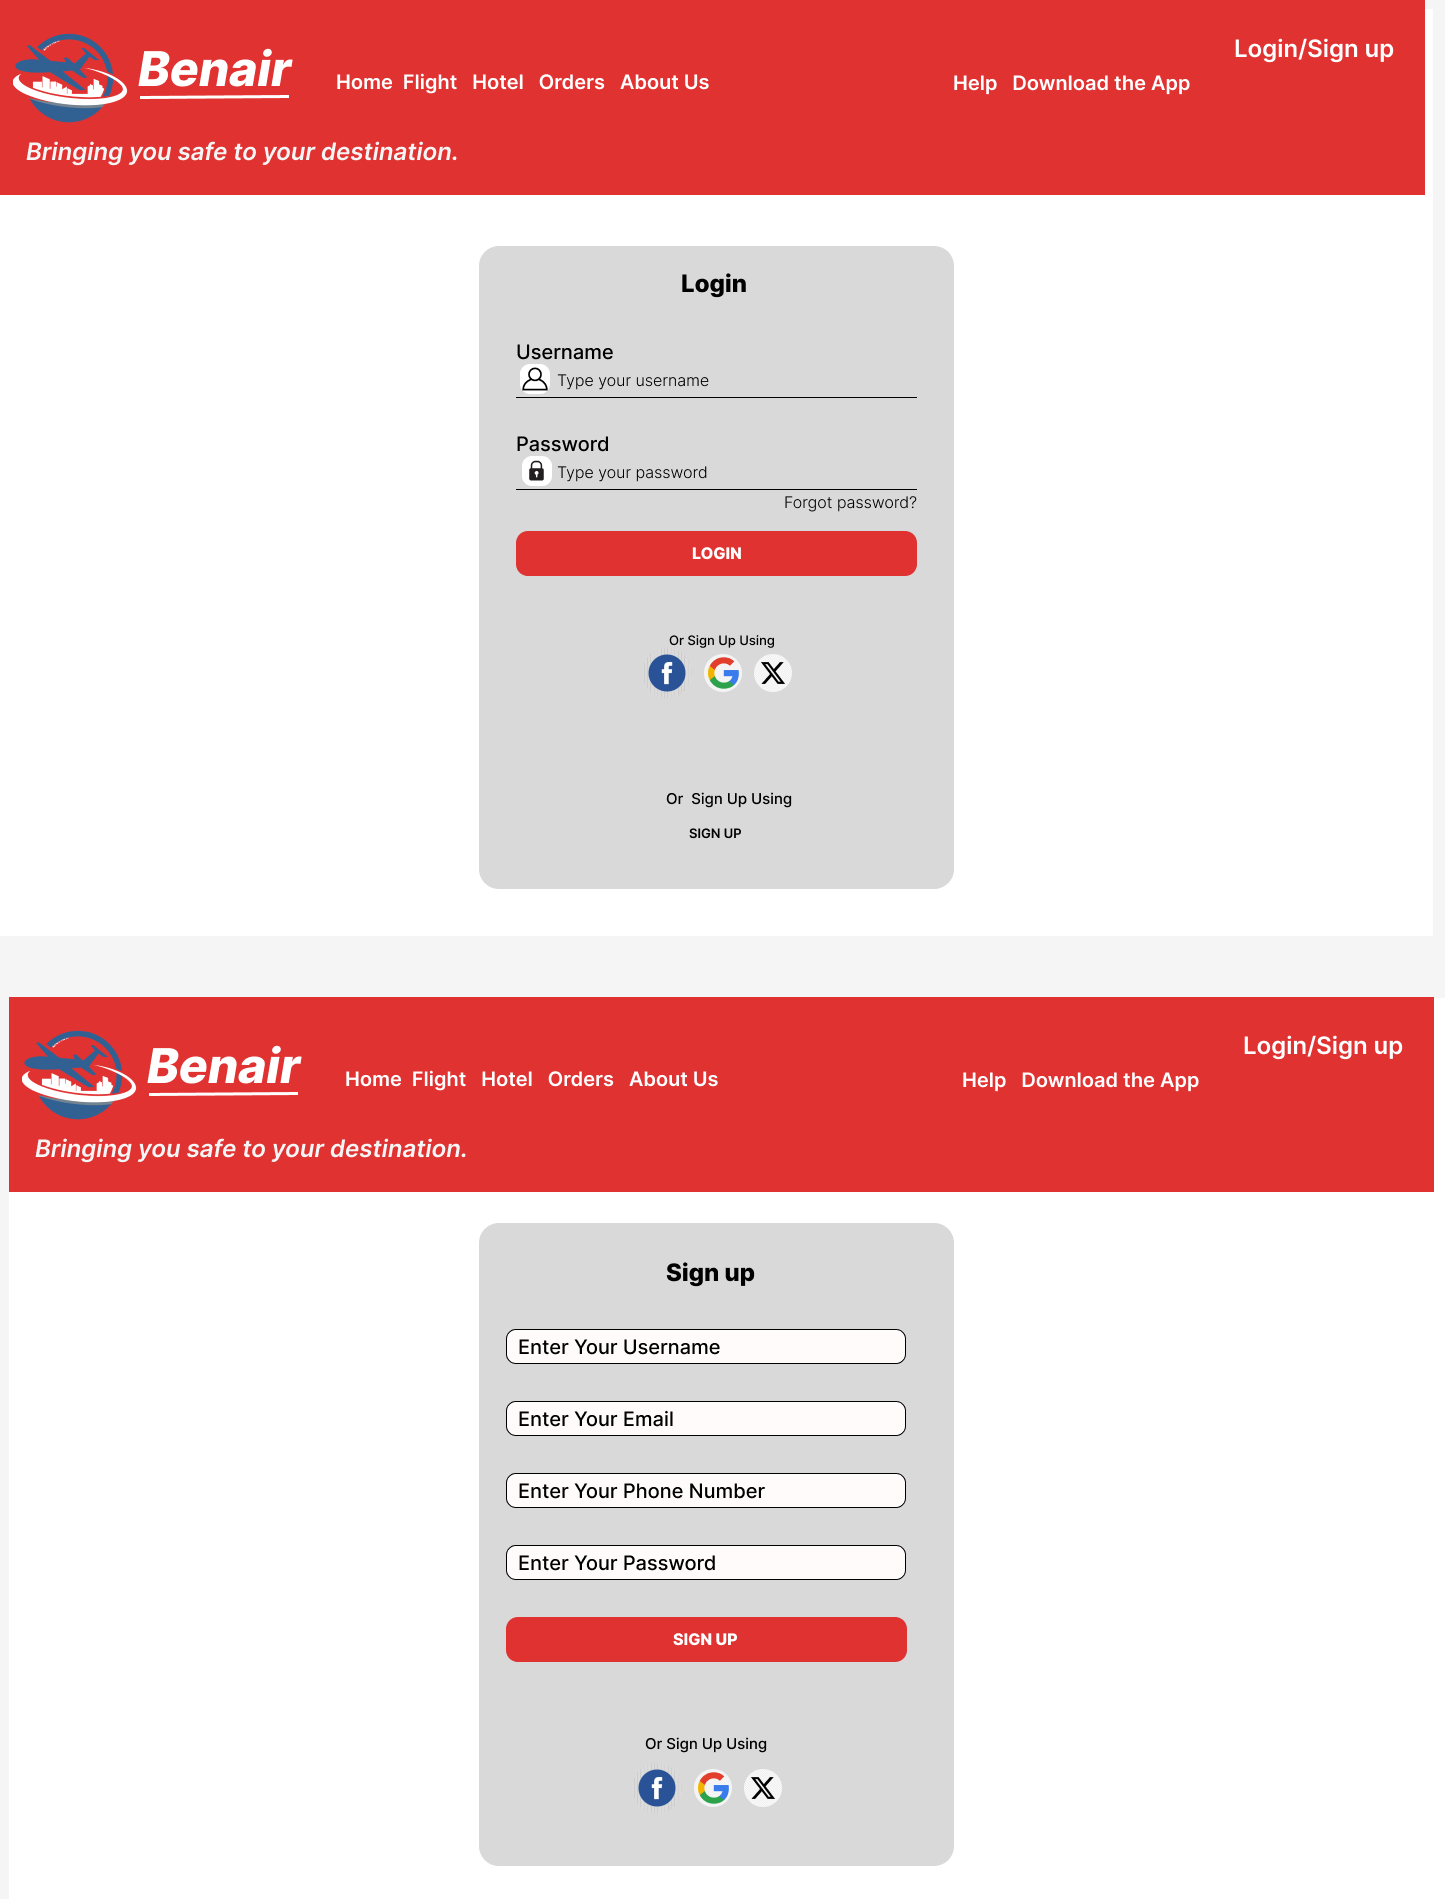 Login/Sign up
Benair
Home Flight Hotel Orders About Us
Help Download the App
Bringing you safe to your destination.
Login
Username
Type your username
Password
Type your password
Forgot password?
LOGIN
Or Sign Up Using
f G X
Or Sign Up Using
SIGN UP
Login/Sign up
Benair
Home Flight Hotel Orders About Us
Help Download the App
Bringing you safe to your destination.
Sign up
Enter Your Username
Enter Your Email
Enter Your Phone Number
Enter Your Password
SIGN UP
Or Sign Up Using
f G X